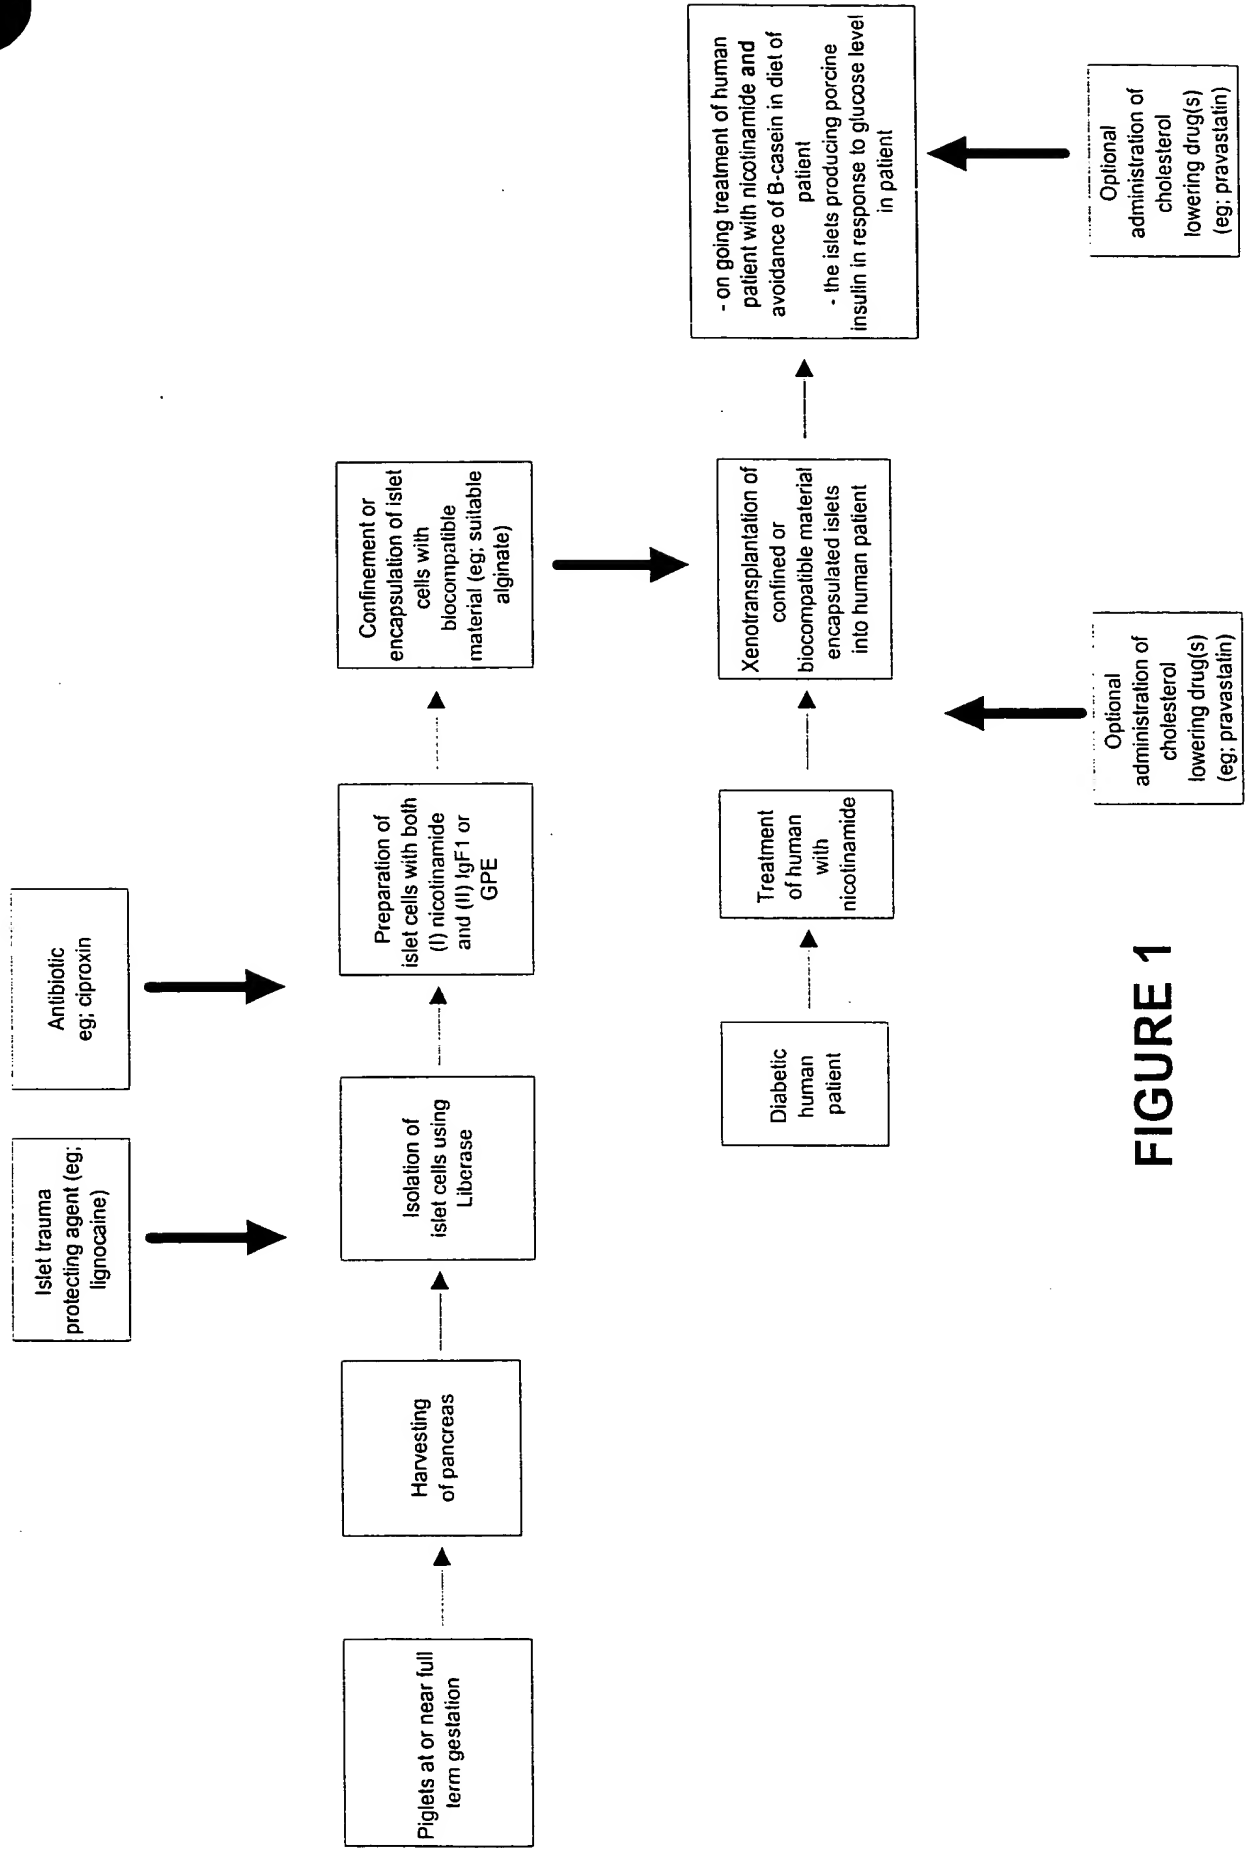 Islet trauma
protecting agent (eg;
lignocaine)
Antibiotic
eg; ciproxin
Piglets at or near full
term gestation
Harvesting
of pancreas
Isolation of
islet cells using
Liberase
Preparation of
islet cells with both
(I) nicotinamide
and (II) IgF1 or
GPE
Confinement or
encapsulation of islet
cells with
biocompatible
material (eg; suitable
alginate)
Diabetic
human
patient
Treatment
of human
with
nicotinamide
Xenotransplantation of
confined or
biocompatible material
encapsulated islets
into human patient
- on going treatment of human
patient with nicotinamide and
avoidance of B-casein in diet of
patient
- the islets producing porcine
insulin in response to glucose level
in patient
Optional
administration of
cholesterol
lowering drug(s)
(eg; pravastatin)
Optional
administration of
cholesterol
lowering drug(s)
(eg; pravastatin)
FIGURE 1